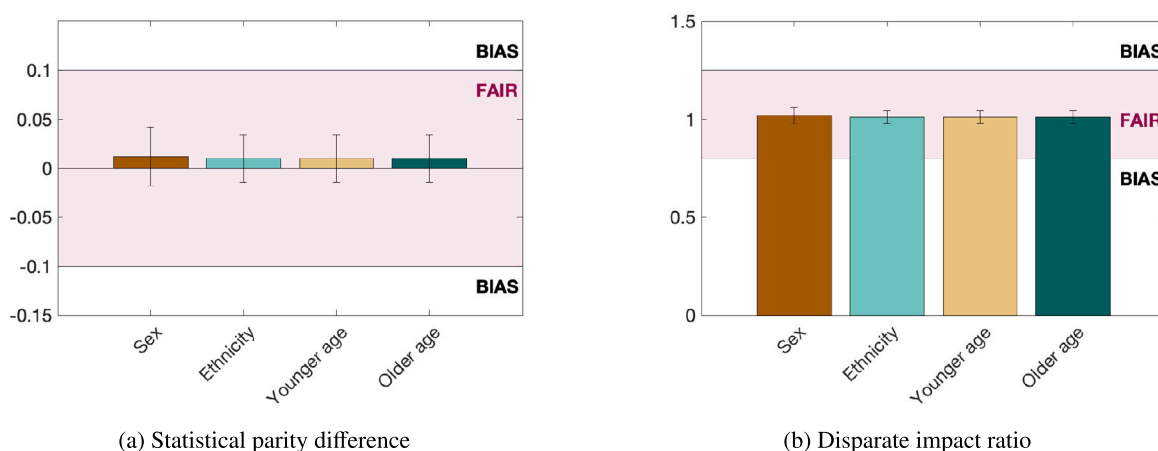 BIAS
0.1
FAIR
0.05
0
-0.05
-0.1
BIAS
-0.15
Sex
Ethnicity
Younger age
Older age
(a) Statistical parity difference
1.5
BIAS
1
FAIR
BIAS
0.5
0
Sex
Ethnicity
Younger age
Older age
(b) Disparate impact ratio